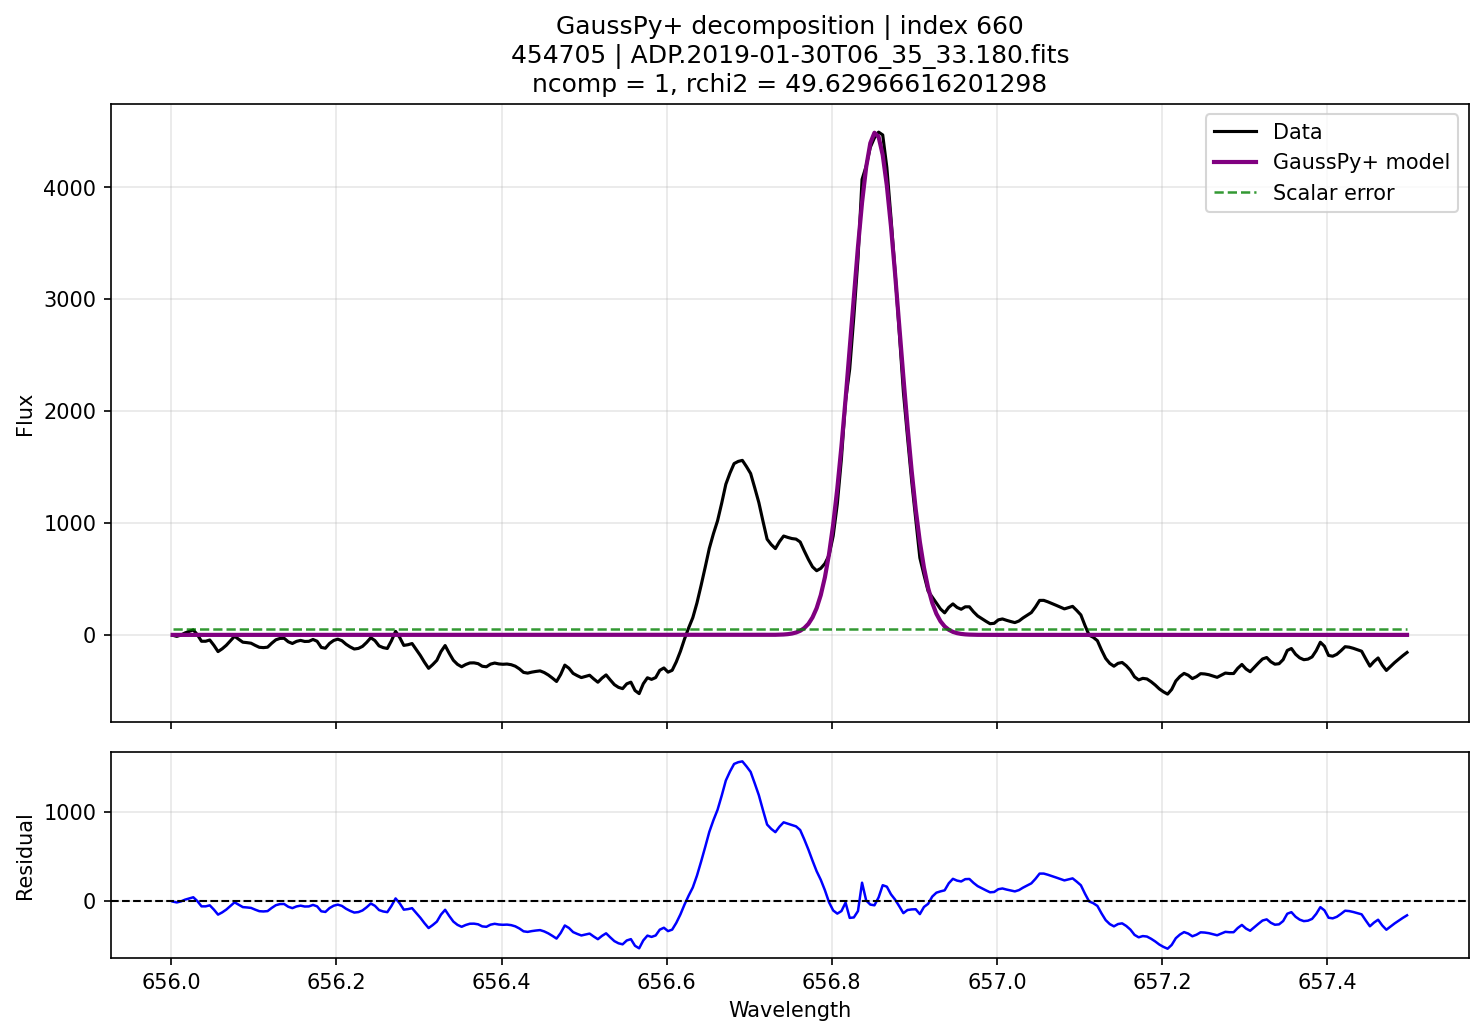 GaussPy+ decomposition | index 660
454705 | ADP.2019-01-30T06_35_33.180.fits
ncomp = 1, rchi2 = 49.62966616201298
Data
GaussPy+ model
Scalar error
4000
3000
2000
1000
0
Flux
1000
0
Residual
656.0
656.2
656.4
656.6
656.8
657.0
657.2
657.4
Wavelength